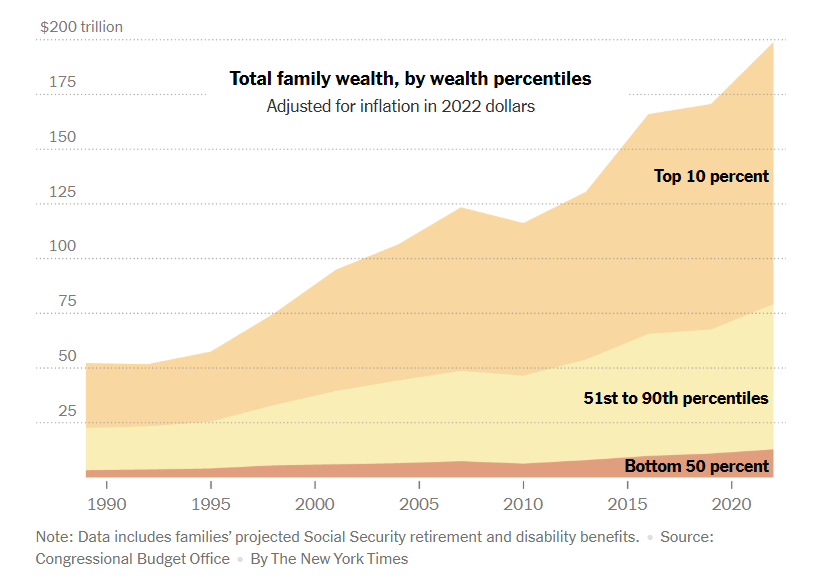 $200 trillion
Total family wealth, by wealth percentiles
Adjusted for inflation in 2022 dollars
175
150
125
100
75
50
25
Top 10 percent
51st to 90th percentiles
Bottom 50 percent
1990 1995 2000 2005 2010 2015 2020
Note: Data includes families’ projected Social Security retirement and disability benefits. • Source:
Congressional Budget Office • By The New York Times